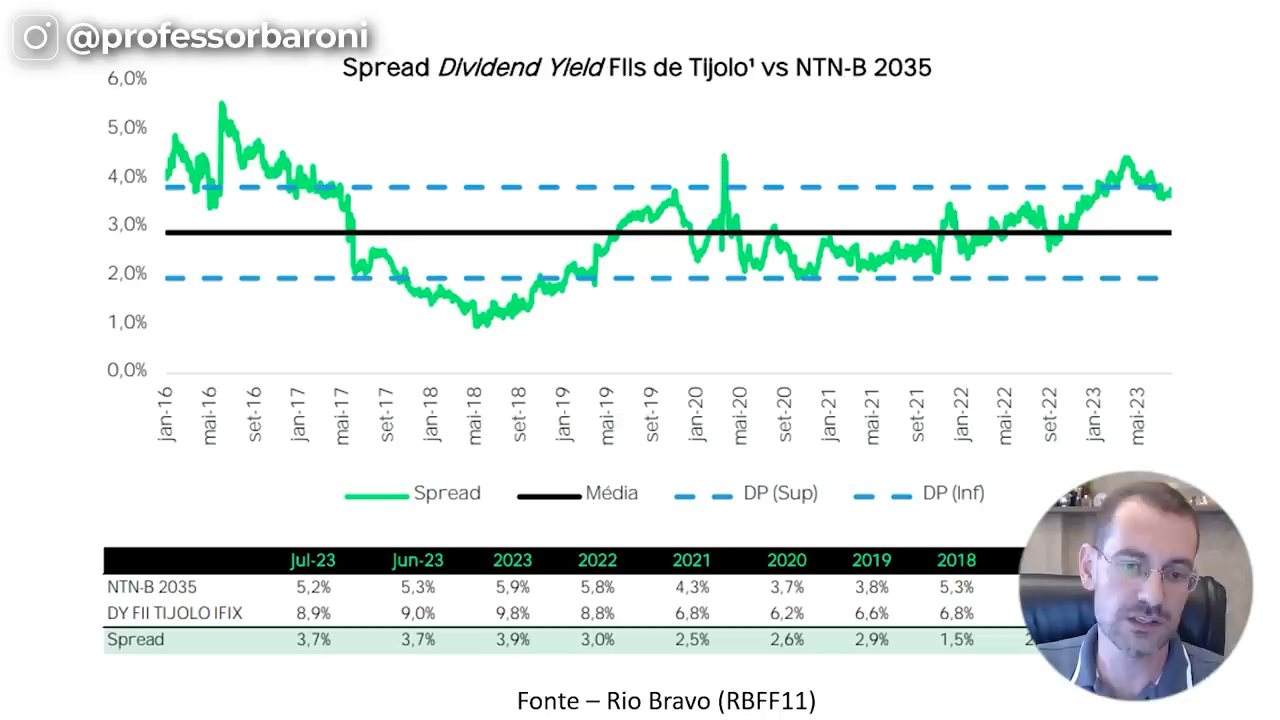 @professorbaroni
Spread Dividend Yield FIIs de Tijolo¹ vs NTN-B 2035
6,0%
5,0%
4,0%
3,0%
2,0%
1,0%
0,0%
jan-16 mai-16 set-16 jan-17 mai-17 set-17 jan-18 mai-18 set-18 jan-19 mai-19 set-19 jan-20 mai-20 set-20 jan-21 mai-21 set-21 jan-22 mai-22 set-22 jan-23 mai-23
Spread Média DP (Sup) DP (Inf)
Jul-23 Jun-23 2023 2022 2021 2020 2019 2018
NTN-B 2035 5,2% 5,3% 5,9% 5,8% 4,3% 3,7% 3,8% 5,3%
DY FII TIJOLO IFIX 8,9% 9,0% 9,8% 8,8% 6,8% 6,2% 6,6% 6,8%
Spread 3,7% 3,7% 3,9% 3,0% 2,5% 2,6% 2,9% 1,5%
Fonte – Rio Bravo (RBFF11)